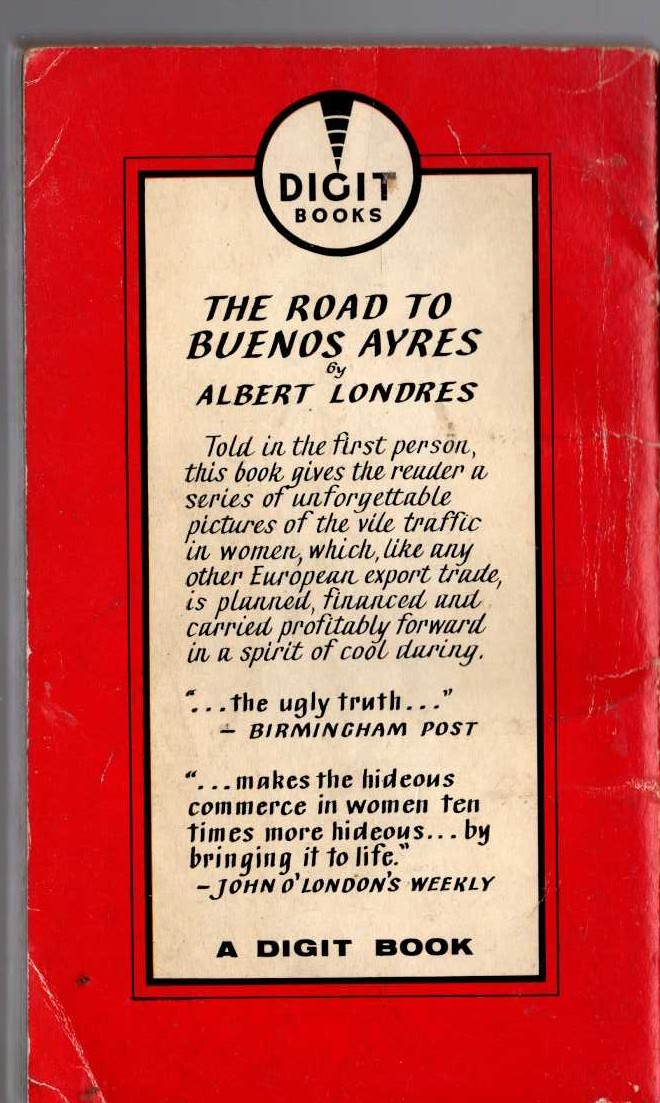 DIGIT
BOOKS
THE ROAD TO
BUENOS AYRES
by
ALBERT LONDRES
Told in the first person,
this book gives the reader a
series of unforgettable
pictures of the vile traffic
in women, which, like any
other European export trade,
is planned, financed and
carried profitably forward
in a spirit of cool daring.
"...the ugly truth..."
- BIRMINGHAM POST
"...makes the hideous
commerce in women ten
times more hideous... by
bringing it to life."
- JOHN O'LONDON'S WEEKLY
A DIGIT BOOK